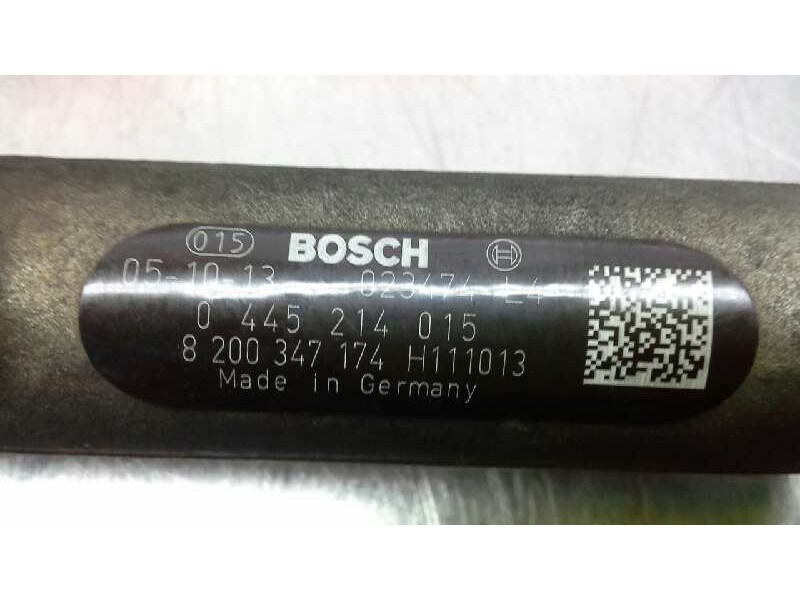 015 BOSCH H
05-10-13 023474 L4
0 445 214 015
8 200 347 174 H111013
Made in Germany